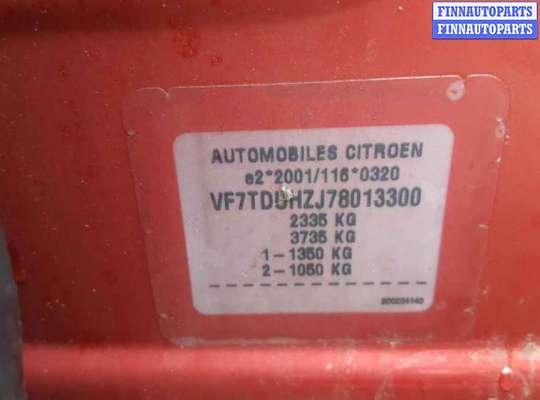 FINNAUTOPARTS
FINNAUTOPARTS
AUTOMOBILES CITROEN
e2*2001/116*0320
VF7TDUHZJ78013300
2335 KG
3735 KG
1-1350 KG
2-1050 KG